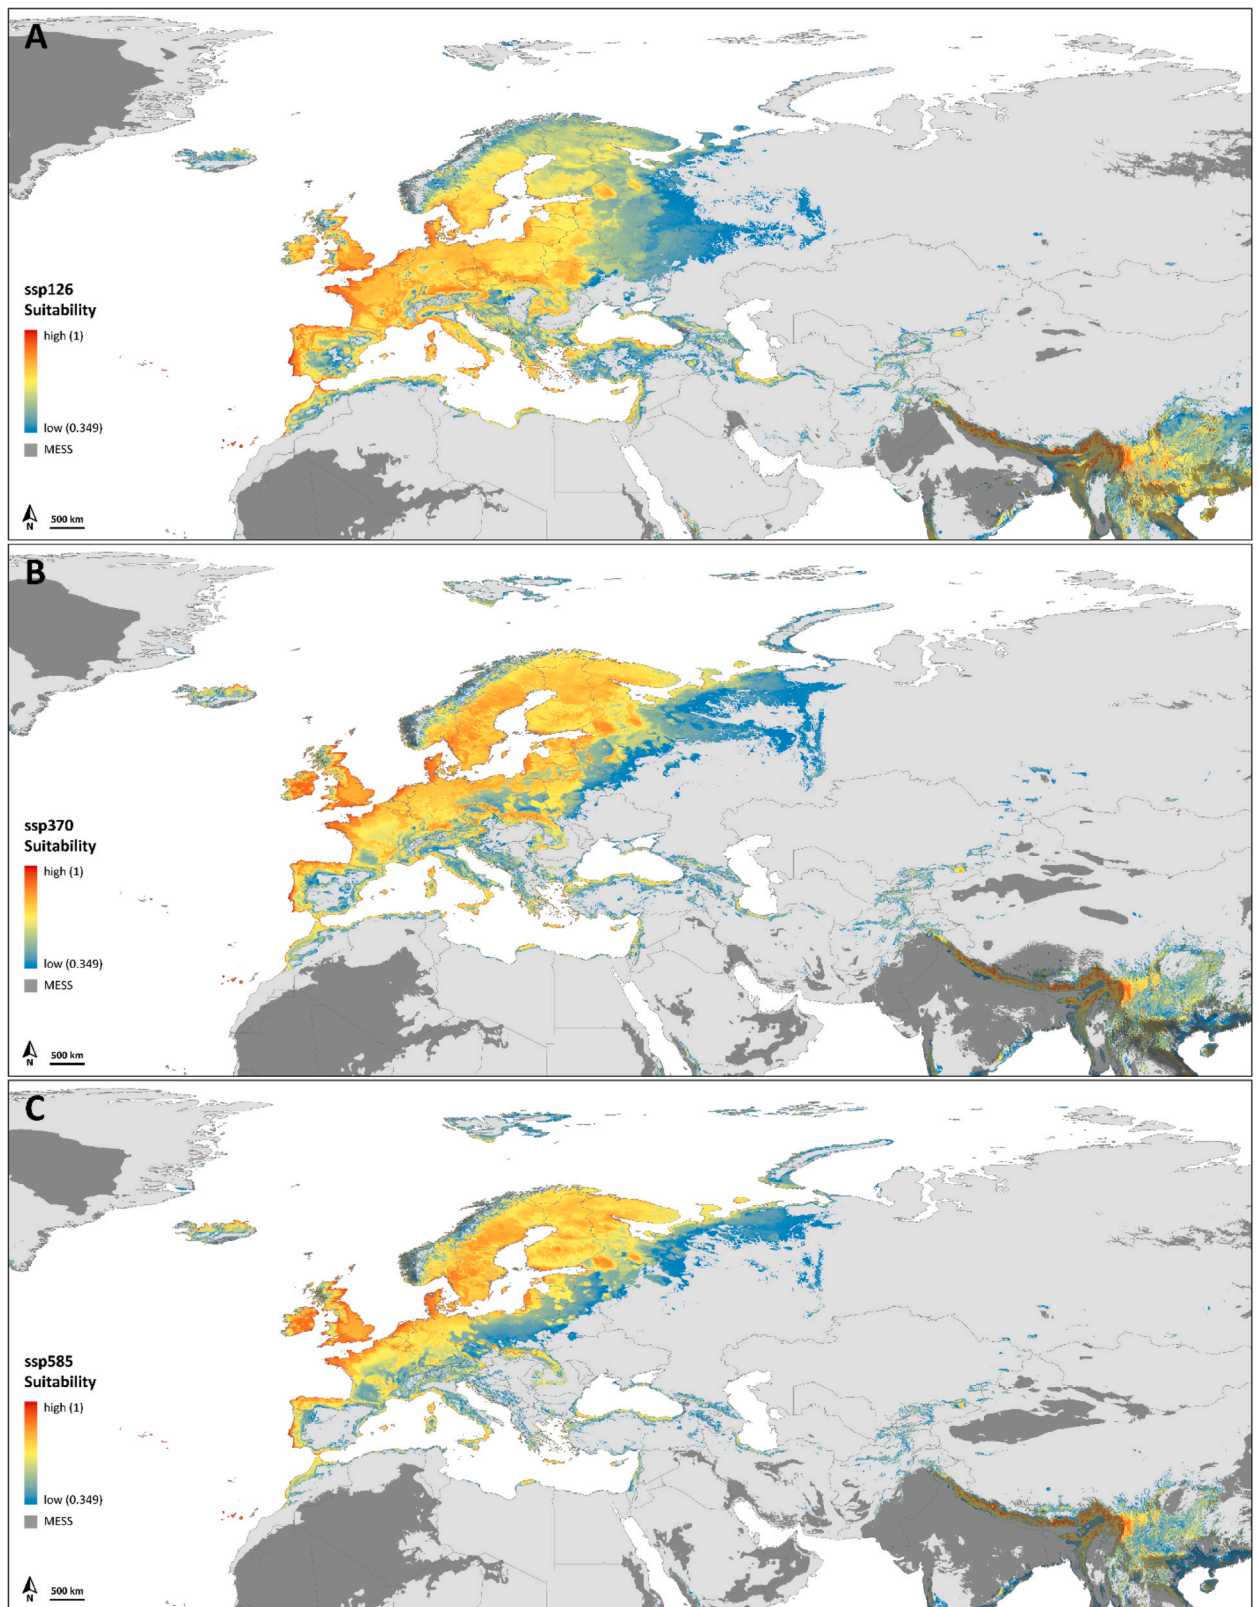 A
ssp126
Suitability
high (1)
low (0.349)
MESS
N
500 km
B
ssp370
Suitability
high (1)
low (0.349)
MESS
N
500 km
C
ssp585
Suitability
high (1)
low (0.349)
MESS
N
500 km